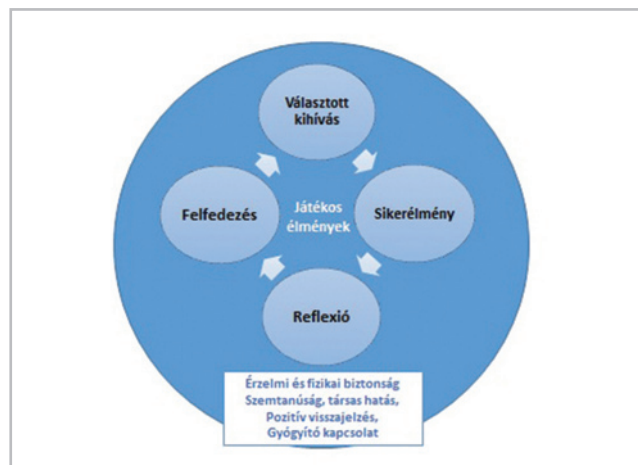 Választott
kihívás
Felfedezés
Játékos
élmények
Sikerélmény
Reflexió
Érzelmi és fizikai biztonság
Szemtanúság, társas hatás,
Pozitív visszajelzés,
Gyógyító kapcsolat